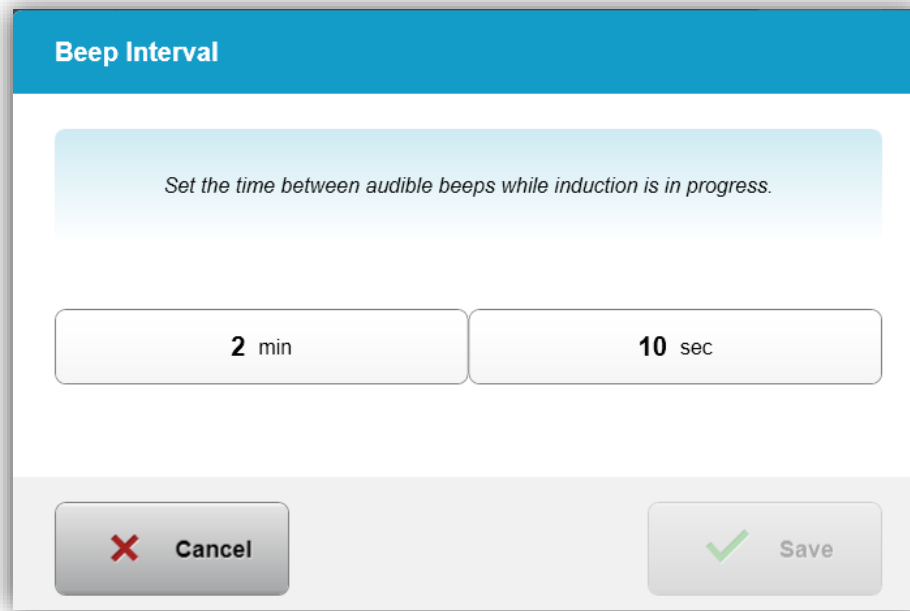 Beep Interval
Set the time between audible beeps while induction is in progress.
2 min 10 sec
Cancel Save